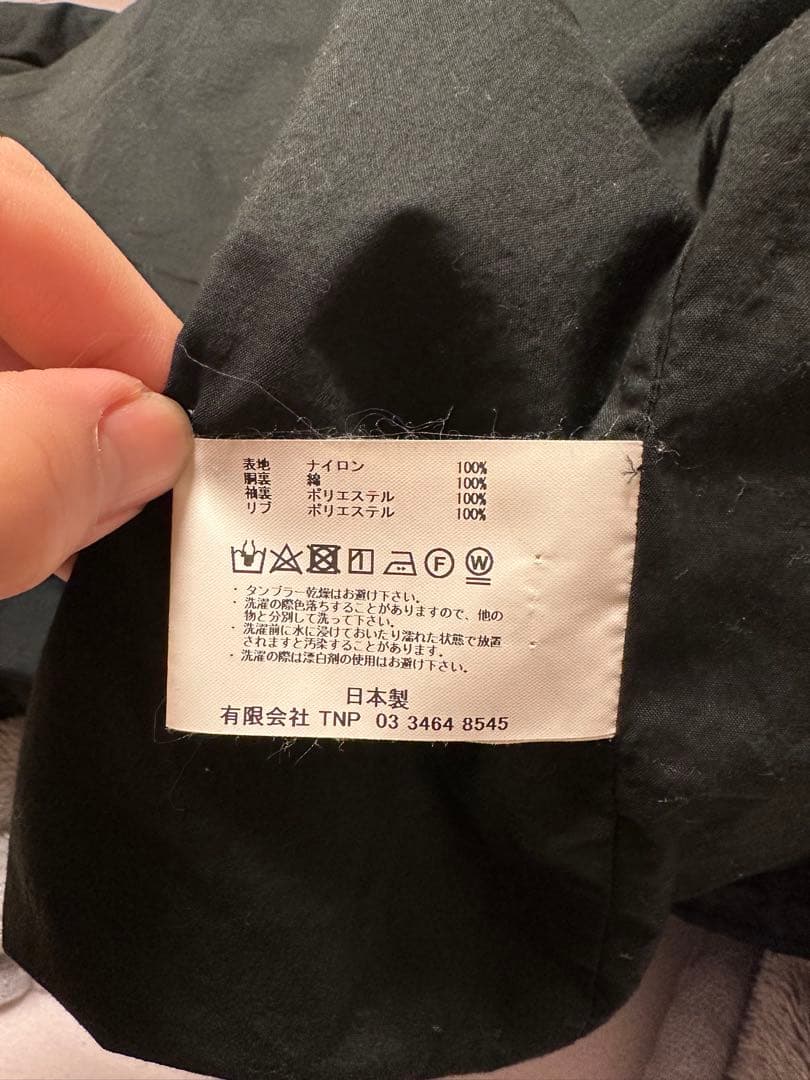 表地 ナイロン 100%
胴裏 綿 100%
袖裏 ポリエステル 100%
リブ ポリエステル 100%
F W
・タンブラー乾燥はお避け下さい。
・洗濯の際色落ちすることがありますので、他の
物と分別して洗って下さい。
・洗濯前に水に浸けておいたり濡れた状態で放置
されますと汚染することがあります。
・洗濯の際は漂白剤の使用はお避け下さい。
日本製
有限会社 TNP 03 3464 8545